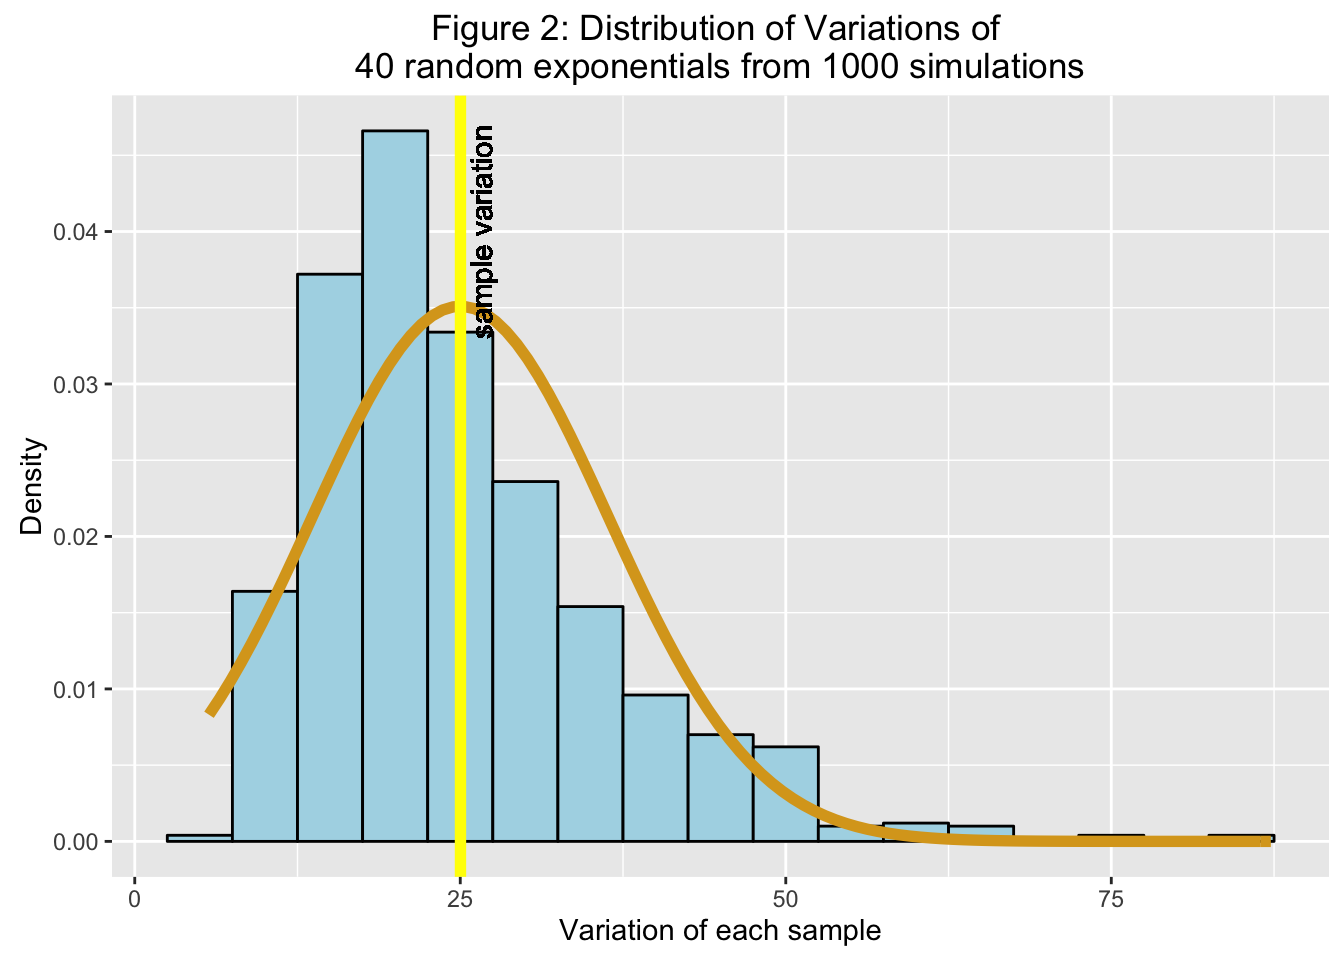 Figure 2: Distribution of Variations of
40 random exponentials from 1000 simulations
sample variation
0.04
0.03
0.02
0.01
0.00
Density
0
25
50
75
Variation of each sample